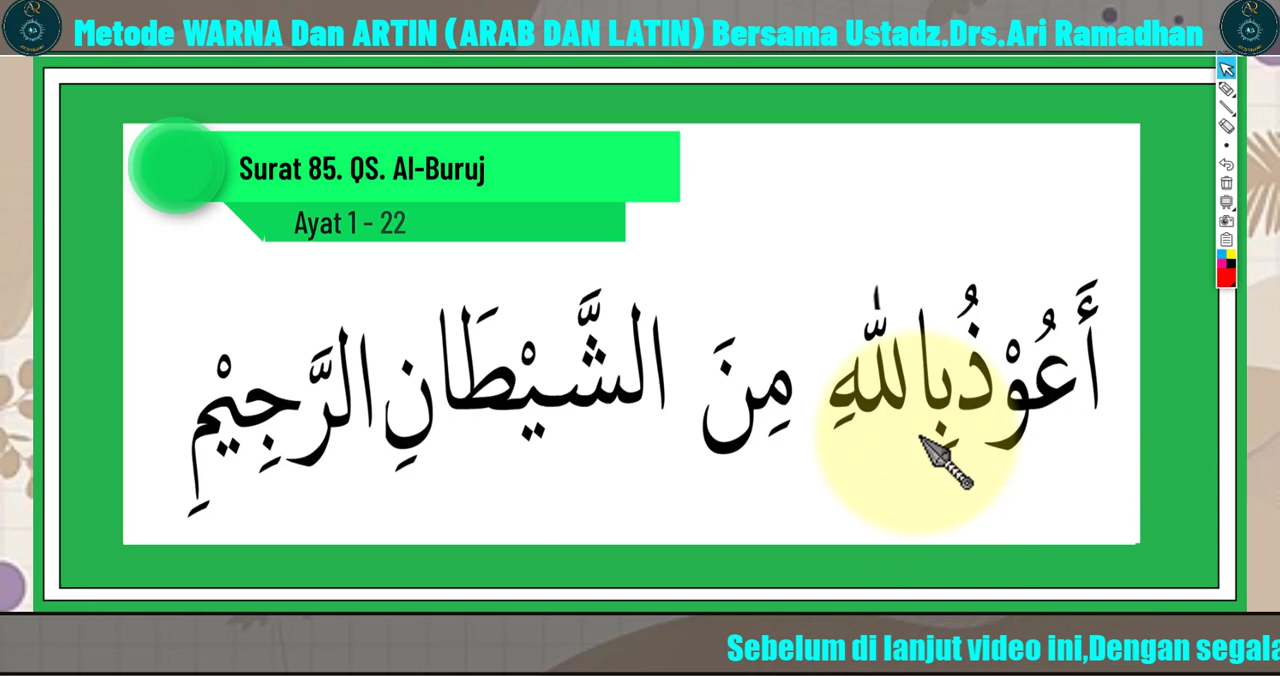 Metode WARNA Dan ARTIN (ARAB DAN LATIN) Bersama Ustadz.Drs.Ari Ramadhan
Surat 85. QS. Al-Buruj
Ayat 1 - 22
أَعُوْذُبِاللّٰهِ مِنَ الشَّيْطَانِ الرَّجِيْمِ
Sebelum di lanjut video ini,Dengan segala